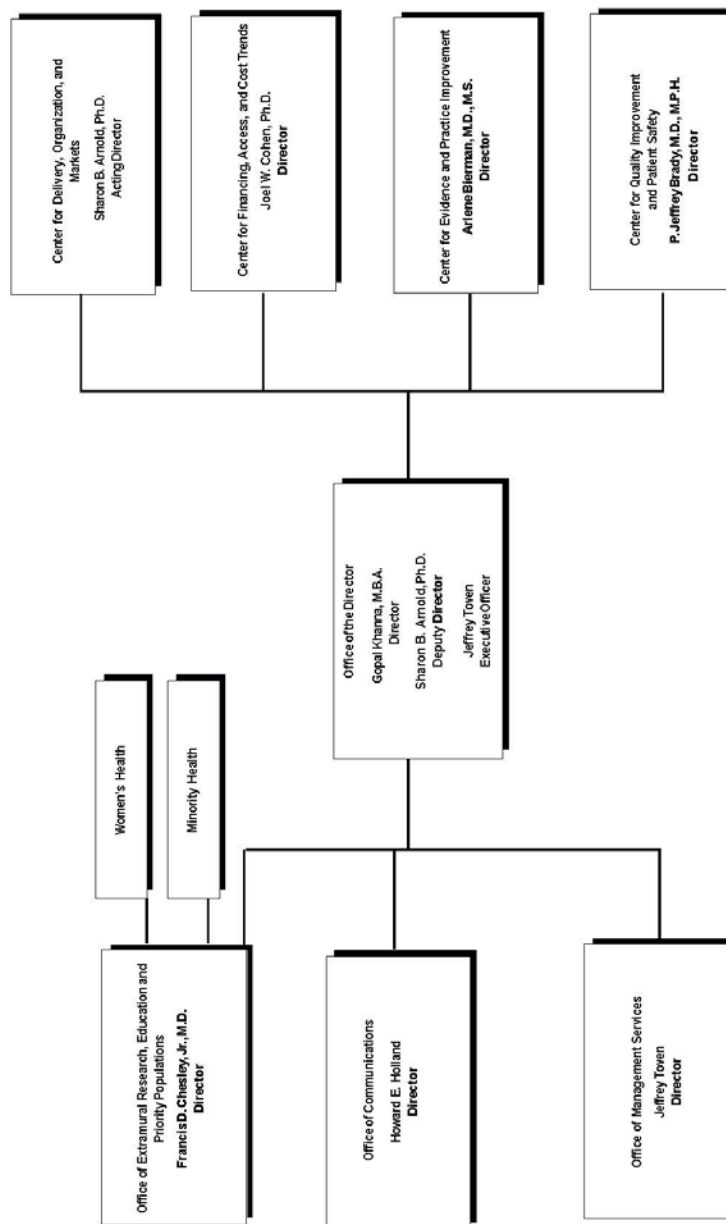 Women's Health
Minority Health
Office of Extramural Research, Education and
Priority Populations
Francis D. Chesley, Jr., M.D.
Director
Office of Communications
Howard E. Holland
Director
Office of Management Services
Jeffrey Toven
Director
Office of the Director
Gopal Khanna, M.B.A.
Director
Sharon B. Arnold, Ph.D.
Deputy Director
Jeffrey Toven
Executive Officer
Center for Delivery, Organization, and
Markets
Sharon B. Arnold, Ph.D.
Acting Director
Center for Financing, Access, and Cost Trends
Joel W. Cohen, Ph.D.
Director
Center for Evidence and Practice Improvement
Arlene Bierman, M.D., M.S.
Director
Center for Quality Improvement
and Patient Safety
P. Jeffrey Brady, M.D., M.P.H.
Director